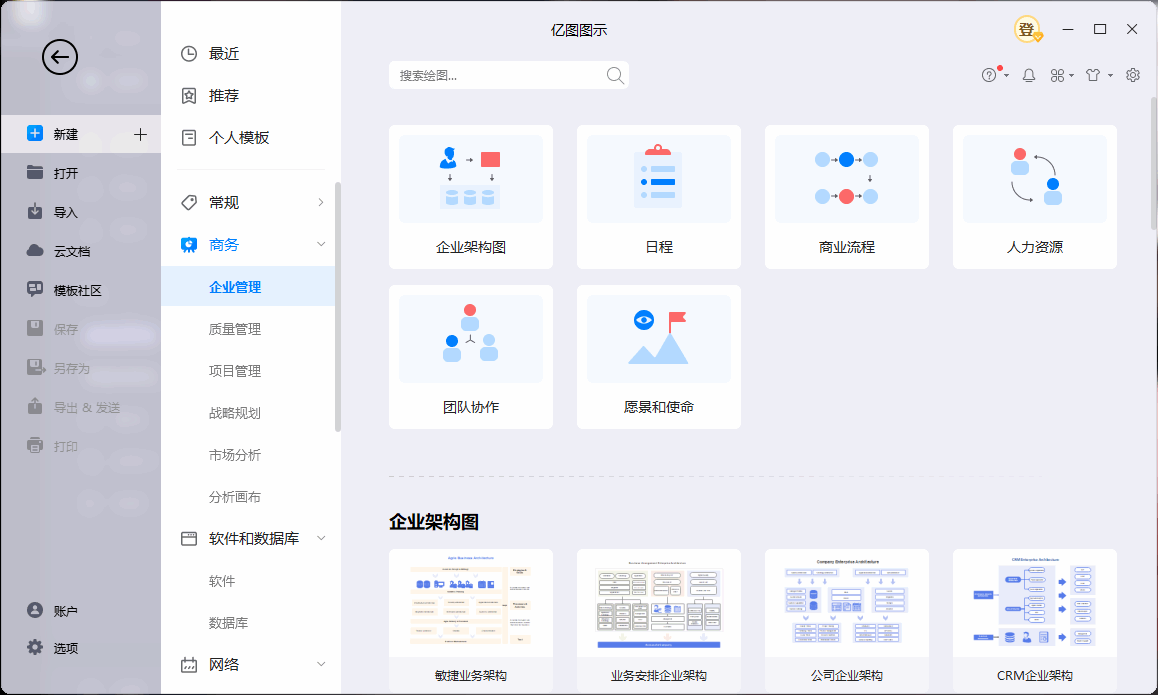 亿图图示
登
新建
打开
导入
云文档
模板社区
保存
另存为
导出 & 发送
打印
账户
选项
最近
推荐
个人模板
常规
商务
企业管理
质量管理
项目管理
战略规划
市场分析
分析画布
软件和数据库
软件
数据库
网络
搜索绘图...
企业架构图
日程
商业流程
人力资源
团队协作
愿景和使命
企业架构图
Agile Business Architecture
Company Enterprise Architecture
CRM Enterprise Architecture
敏捷业务架构
业务安排企业架构
公司企业架构
CRM企业架构